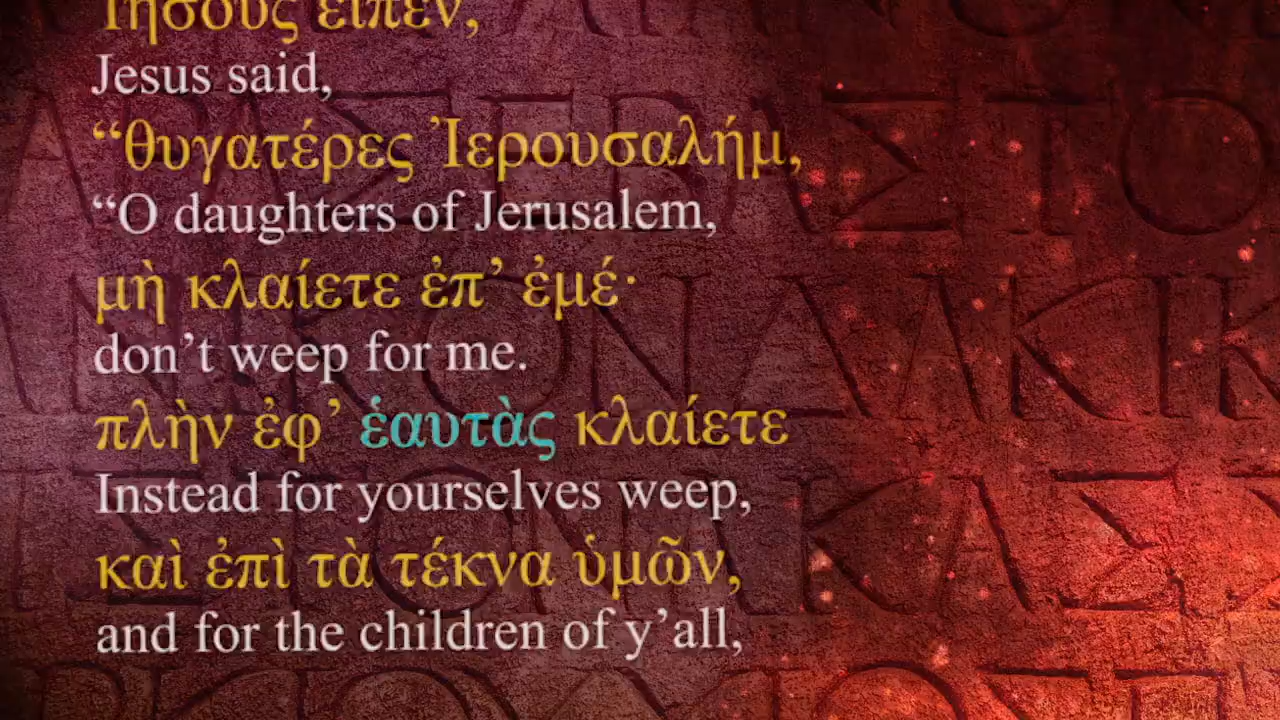 Ἰησοῦς εἶπεν,
Jesus said,
“θυγατέρες Ἰερουσαλήμ,
“O daughters of Jerusalem,
μὴ κλαίετε ἐπ’ ἐμέ·
don’t weep for me.
πλὴν ἐφ’ ἑαυτὰς κλαίετε
Instead for yourselves weep,
καὶ ἐπὶ τὰ τέκνα ὑμῶν,
and for the children of y’all,